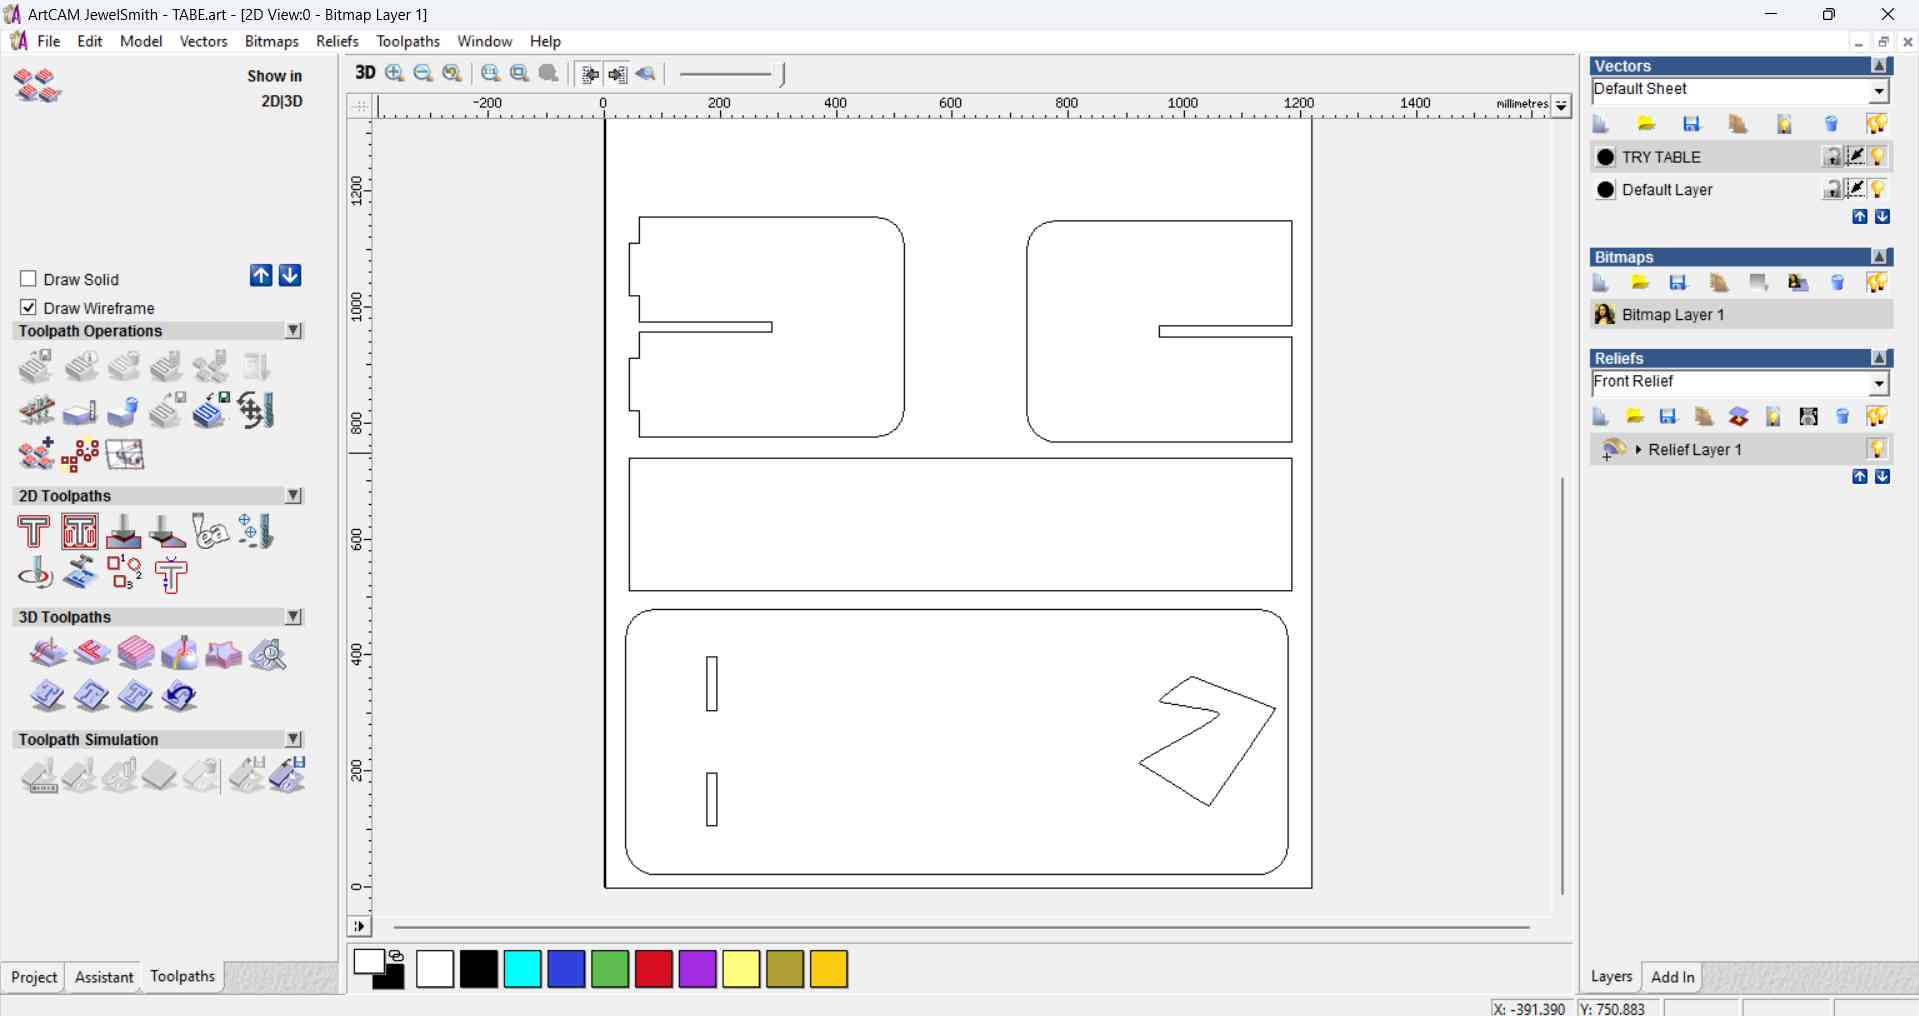 ArtCAM JewelSmith - TABE.art - [2D View:0 - Bitmap Layer 1]
File Edit Model Vectors Bitmaps Reliefs Toolpaths Window Help
Show in
2D|3D
Draw Solid
Draw Wireframe
Toolpath Operations
2D Toolpaths
3D Toolpaths
Toolpath Simulation
Project Assistant Toolpaths
3D
-200 0 200 400 600 800 1000 1200 1400 millimetres
1200
1000
800
600
400
200
0
Vectors
Default Sheet
TRY TABLE
Default Layer
Bitmaps
Bitmap Layer 1
Reliefs
Front Relief
Relief Layer 1
Layers Add In
X: -391.390 Y: 750.883